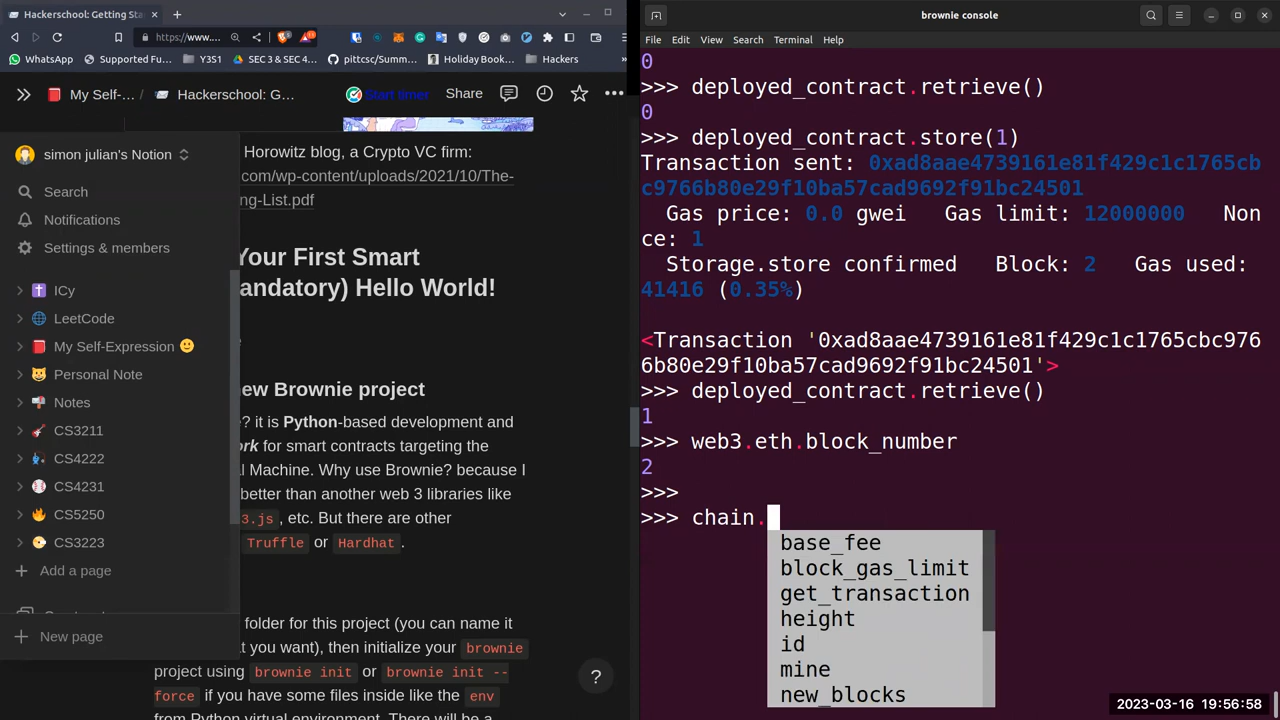 Hackerschool: Getting Sta
https://www....
WhatsApp
Supported Fu...
Y3S1
SEC 3 & SEC 4...
pittcsc/Summ...
Holiday Book...
Hackers
»
My Self-... /
Hackerschool: G...
Start timer
Share
simon julian's Notion
Search
Notifications
Settings & members
ICy
LeetCode
My Self-Expression 🙂
Personal Note
Notes
CS3211
CS4222
CS4231
CS5250
CS3223
Add a page
New page
Horowitz blog, a Crypto VC firm:
com/wp-content/uploads/2021/10/The-
ng-List.pdf
Your First Smart
andatory) Hello World!
ew Brownie project
? it is Python-based development and
rk for smart contracts targeting the
al Machine. Why use Brownie? because I
better than another web 3 libraries like
3.js, etc. But there are other
Truffle or Hardhat.
folder for this project (you can name it
t you want), then initialize your brownie
project using brownie init or brownie init --
force if you have some files inside like the env
from Python virtual environment. There will be a
?
brownie console
File Edit View Search Terminal Help
0
>>> deployed_contract.retrieve()
0
>>> deployed_contract.store(1)
Transaction sent: 0xad8aae4739161e81f429c1c1765cb
c9766b80e29f10ba57cad9692f91bc24501
Gas price: 0.0 gwei Gas limit: 12000000 Non
ce: 1
Storage.store confirmed Block: 2 Gas used:
41416 (0.35%)
<Transaction '0xad8aae4739161e81f429c1c1765cbc976
6b80e29f10ba57cad9692f91bc24501'>
>>> deployed_contract.retrieve()
1
>>> web3.eth.block_number
2
>>>
>>> chain.
base_fee
block_gas_limit
get_transaction
height
id
mine
new_blocks
2023-03-16 19:56:58